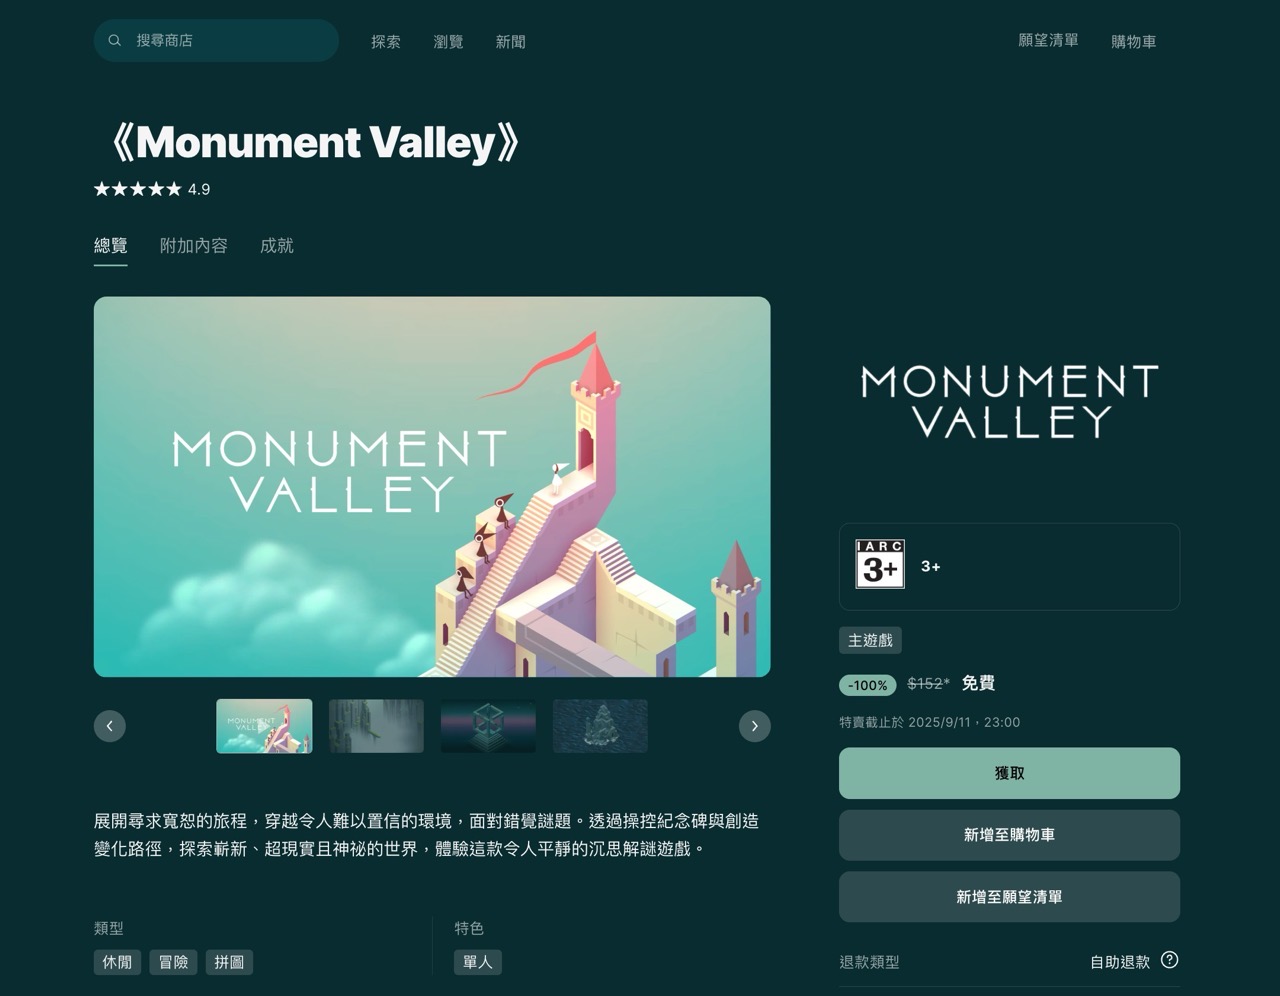 搜尋商店
探索
瀏覽
新聞
願望清單
購物車
《Monument Valley》
★★★★★ 4.9
總覽
附加內容
成就
MONUMENT
VALLEY
MONUMENT
VALLEY
MONUMENT
VALLEY
展開尋求寬恕的旅程，穿越令人難以置信的環境，面對錯覺謎題。透過操控紀念碑與創造
變化路徑，探索嶄新、超現實且神祕的世界，體驗這款令人平靜的沉思解謎遊戲。
類型
休閒
冒險
拼圖
特色
單人
IARC
3+
3+
主遊戲
-100% $152* 免費
特賣截止於 2025/9/11，23:00
獲取
新增至購物車
新增至願望清單
退款類型
自助退款 ?